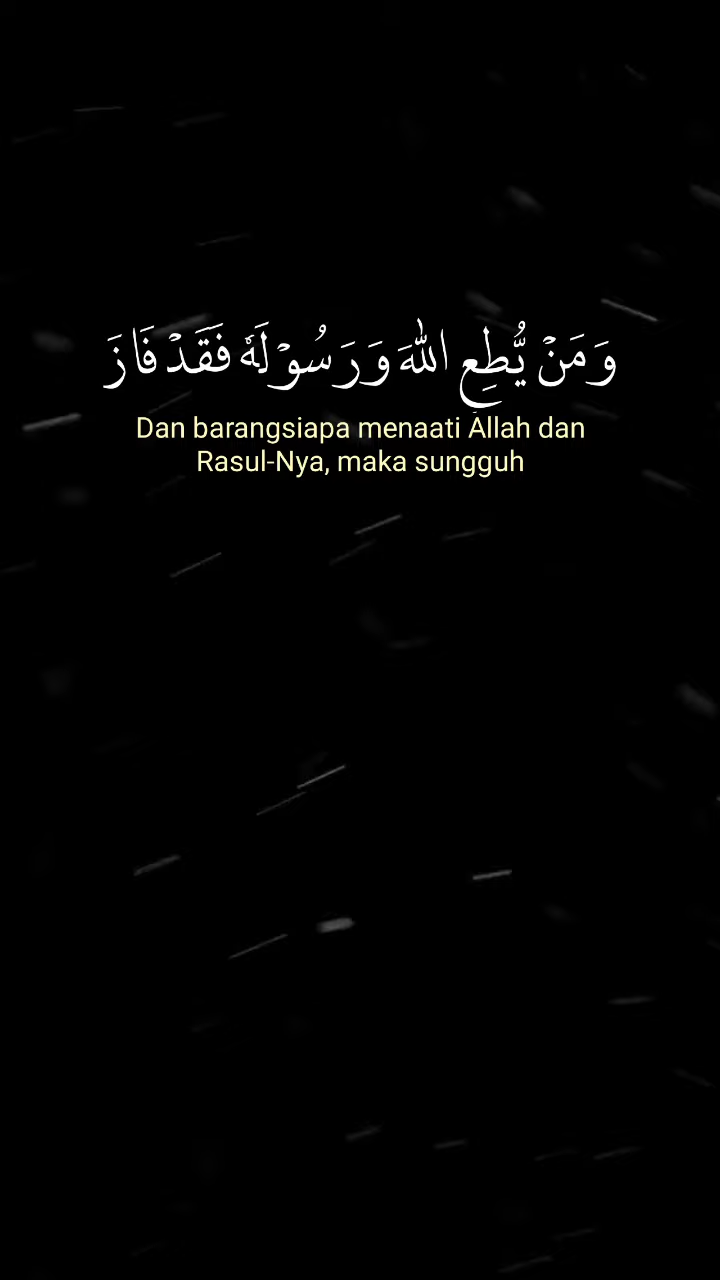 وَمَنۡ يُّطِعِ اللّٰهَ وَرَسُوۡلَهٗ فَقَدۡ فَازَ
Dan barangsiapa menaati Allah dan
Rasul-Nya, maka sungguh